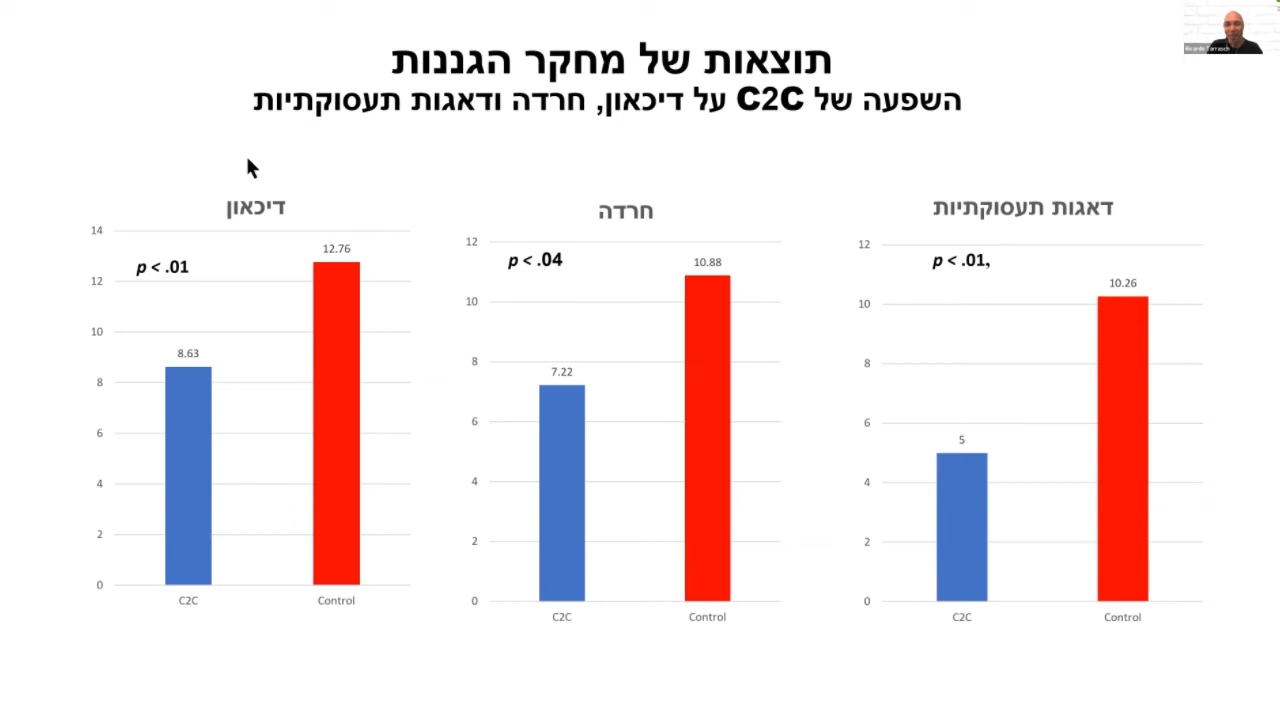 Ricardo Tarrasch
תוצאות של מחקר הגננות
השפעה של C2C על דיכאון, חרדה ודאגות תעסוקתיות
דיכאון
14
12
10
8
6
4
2
0
p < .01
8.63
12.76
C2C
Control
חרדה
12
10
8
6
4
2
0
p < .04
7.22
10.88
C2C
Control
דאגות תעסוקתיות
12
10
8
6
4
2
0
p < .01,
5
10.26
C2C
Control